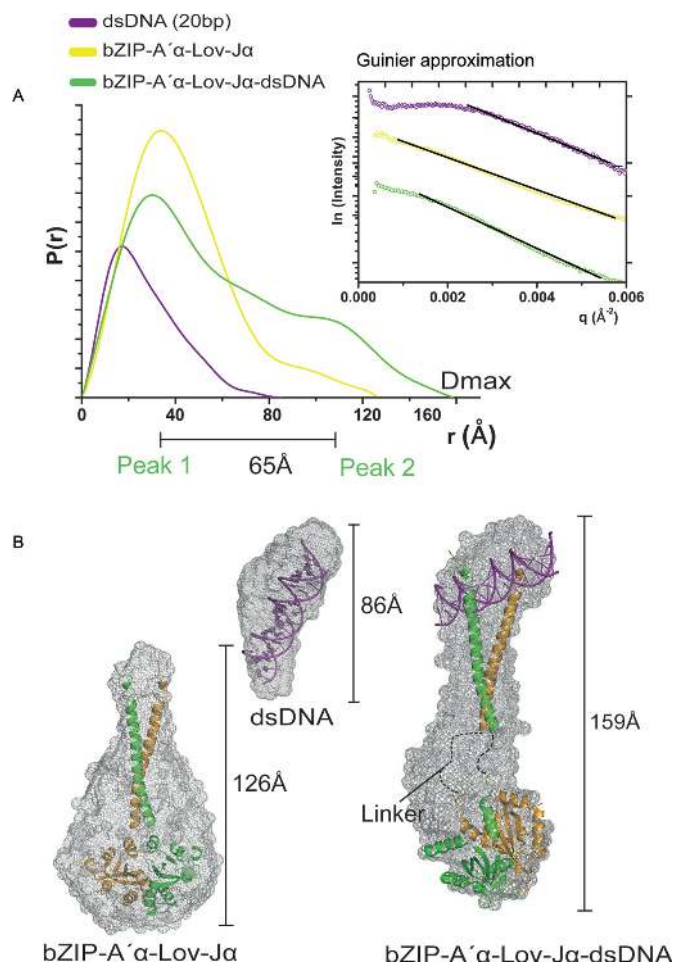 dsDNA (20bp)
bZIP-A´α-Lov-Jα
bZIP-A´α-Lov-Jα-dsDNA
A
Guinier approximation
ln (Intensity)
0.000 0.002 0.004 0.006
q (Å⁻²)
P(r)
Dmax
0 40 80 120 160
r (Å)
Peak 1 65Å Peak 2
B
86Å
dsDNA
126Å
159Å
Linker
bZIP-A´α-Lov-Jα
bZIP-A´α-Lov-Jα-dsDNA